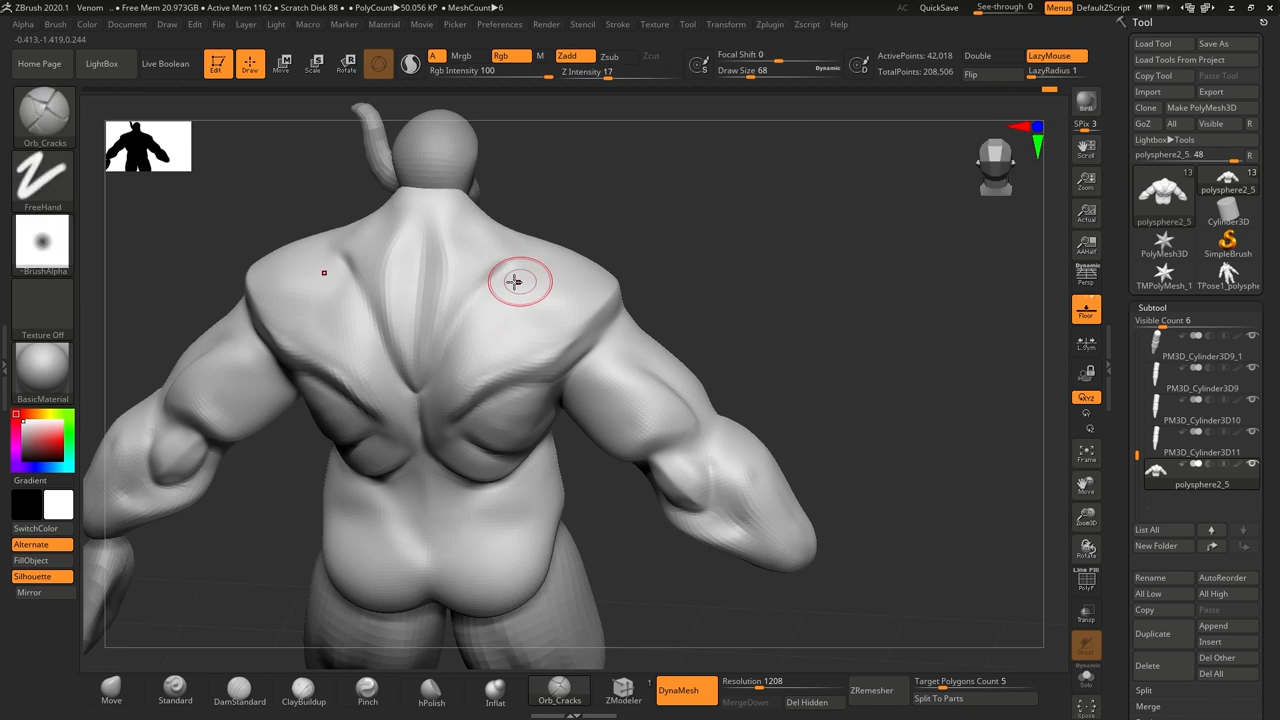 ZBrush 2020.1 Venom .. • Free Mem 20.973GB • Active Mem 1162 • Scratch Disk 88 • PolyCount▶50.056 KP • MeshCount▶6
AC QuickSave See-through 0 Menus DefaultZScript
Alpha Brush Color Document Draw Edit File Layer Light Macro Marker Material Movie Picker Preferences Render Stencil Stroke Texture Tool Transform Zplugin Zscript Help
-0.413,-1.419,0.244
Home Page LightBox Live Boolean
Edit Draw Move Scale Rotate
A Mrgb Rgb M Zadd Zsub Zcut
Rgb Intensity 100 Z Intensity 17
Focal Shift 0
Draw Size 68 Dynamic
S
D
ActivePoints: 42,018 Double LazyMouse
TotalPoints: 208,506 Flip LazyRadius 1
Orb_Cracks
FreeHand
~BrushAlpha
Texture Off
BasicMaterial
Gradient
SwitchColor
Alternate
FillObject
Silhouette
Mirror
BPR
SPix 3
Scroll
Zoom
Actual
AAHalf
Dynamic
Persp
Floor
L.Sym
XYZ
Frame
Move
Zoom3D
Rotate
Line Fill
PolyF
Transp
Dynamic
Solo
Xpose
Tool
Load Tool Save As
Load Tools From Project
Copy Tool Paste Tool
Import Export
Clone Make PolyMesh3D
GoZ All Visible R
Lightbox▶Tools
polysphere2_5. 48 R
13 13
polysphere2_5
polysphere2_5 Cylinder3D
PolyMesh3D SimpleBrush
TMPolyMesh_1 TPose1_polysphe
Subtool
Visible Count 6
PM3D_Cylinder3D9_1
PM3D_Cylinder3D9
PM3D_Cylinder3D10
PM3D_Cylinder3D11
polysphere2_5
List All
New Folder
Rename AutoReorder
All Low All High
Copy Paste
Duplicate Append
Insert
Delete Del Other
Del All
Split
Merge
Move Standard DamStandard ClayBuildup Pinch hPolish Inflat Orb_Cracks ZModeler
1
DynaMesh
Resolution 1208
MergeDown Del Hidden
ZRemesher
Target Polygons Count 5
Split To Parts